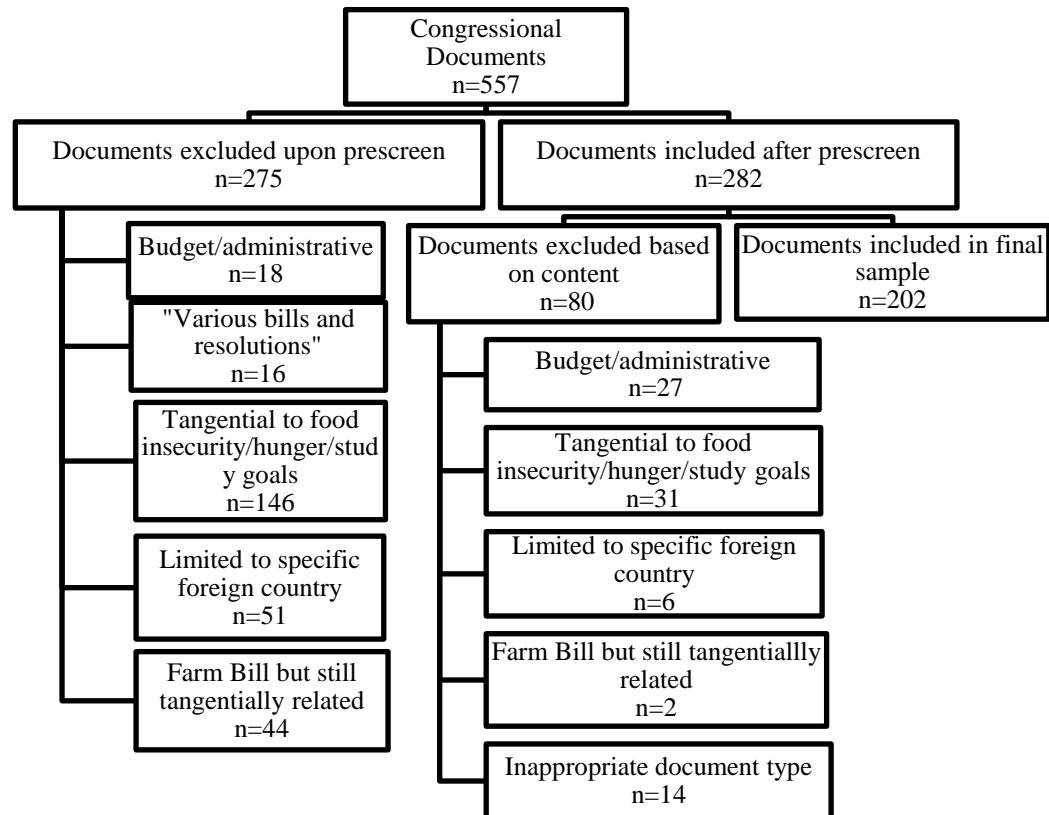 Congressional
Documents
n=557
Documents excluded upon prescreen
n=275
Documents included after prescreen
n=282
Budget/administrative
n=18
"Various bills and
resolutions"
n=16
Tangential to food
insecurity/hunger/stud
y goals
n=146
Limited to specific
foreign country
n=51
Farm Bill but still
tangentially related
n=44
Documents excluded based
on content
n=80
Documents included in final
sample
n=202
Budget/administrative
n=27
Tangential to food
insecurity/hunger/study goals
n=31
Limited to specific foreign
country
n=6
Farm Bill but still tangentiallly
related
n=2
Inappropriate document type
n=14